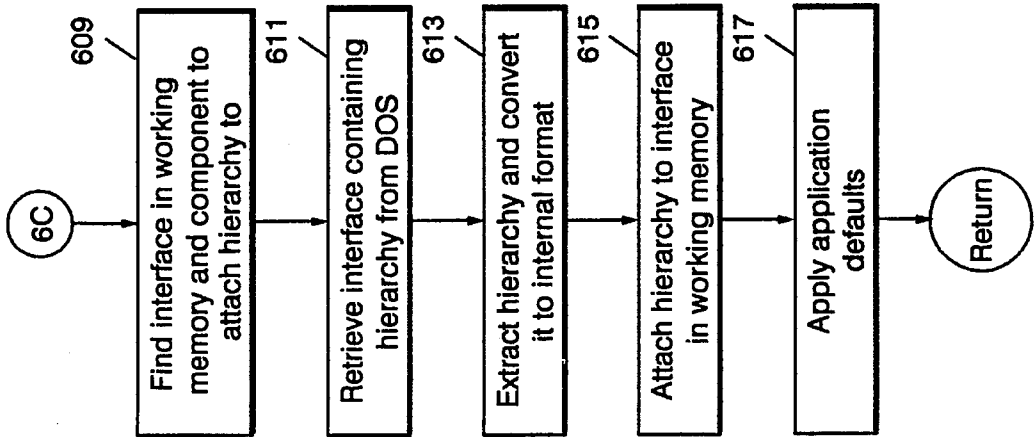 6C
609
Find interface in working
memory and component to
attach hierarchy to
611
Retrieve interface containing
hierarchy from DOS
613
Extract hierarchy and convert
it to internal format
615
Attach hierarchy to interface
in working memory
617
Apply application
defaults
Return